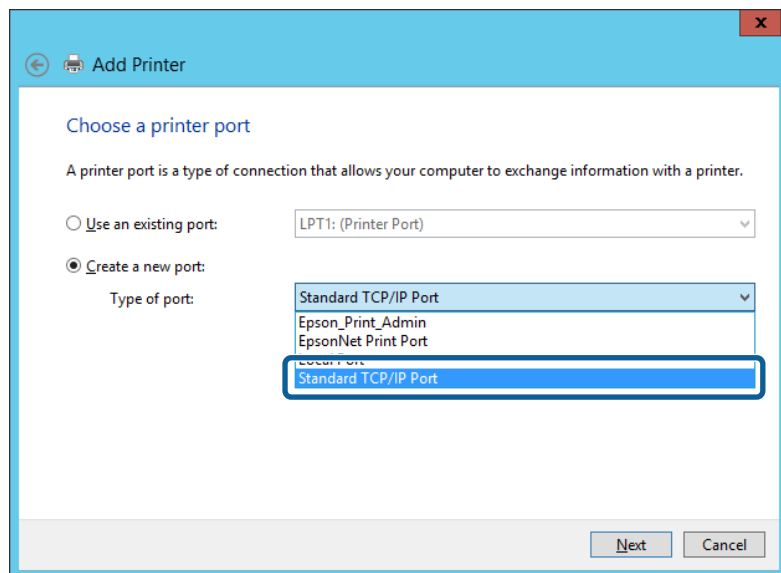 x
Add Printer
Choose a printer port
A printer port is a type of connection that allows your computer to exchange information with a printer.
Use an existing port: LPT1: (Printer Port)
Create a new port:
Type of port: Standard TCP/IP Port
Epson_Print_Admin
EpsonNet Print Port
Local Port
Standard TCP/IP Port
Next Cancel